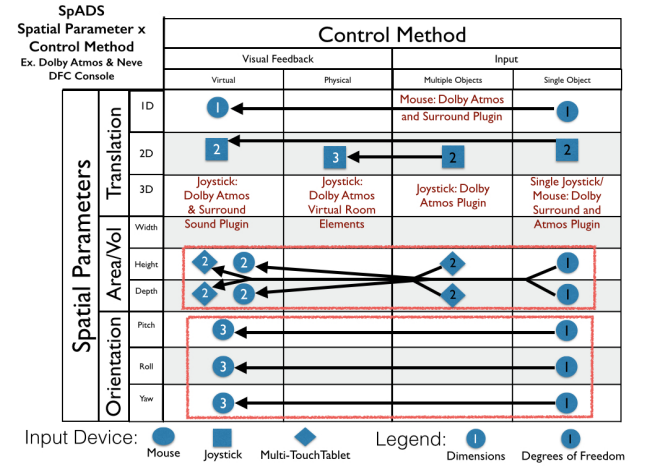 SpADS
Spatial Parameter x
Control Method
Ex. Dolby Atmos & Neve
DFC Console
Control Method
Visual Feedback
Input
Virtual
Physical
Multiple Objects
Single Object
Spatial Parameters
Translation
1D
1
Mouse: Dolby Atmos
and Surround Plugin
1
2D
2
3
2
2
3D
Joystick:
Dolby Atmos
& Surround
Sound Plugin
Joystick:
Dolby Atmos
Virtual Room
Elements
Joystick: Dolby
Atmos Plugin
Single Joystick/
Mouse: Dolby
Surround and
Atmos Plugin
Area/Vol
Width
Height
2
2
2
1
Depth
2
2
2
1
Orientation
Pitch
3
1
Roll
3
1
Yaw
3
1
Input Device:
Mouse
Joystick
Multi-TouchTablet
Legend:
1
Dimensions
1
Degrees of Freedom